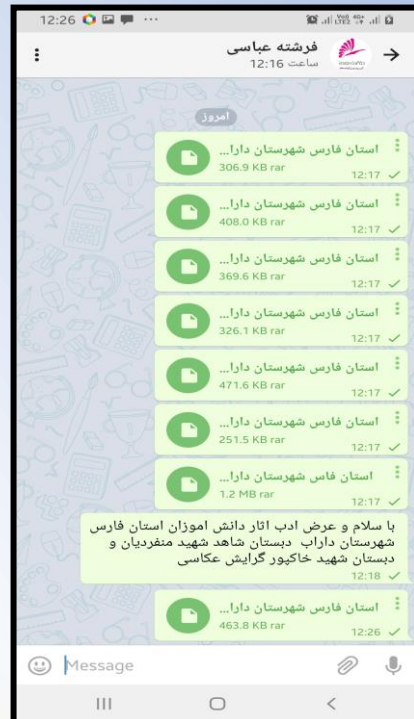 12:26
فرشته عباسی
ساعت 12:16
امروز
استان فارس شهرستان دارا...
306.9 KB rar
12:17
استان فارس شهرستان دارا...
408.0 KB rar
12:17
استان فارس شهرستان دارا...
369.6 KB rar
12:17
استان فارس شهرستان دارا...
326.1 KB rar
12:17
استان فارس شهرستان دارا...
471.6 KB rar
12:17
استان فارس شهرستان دارا...
251.5 KB rar
12:17
استان فاس شهرستان دارا...
1.2 MB rar
12:17
با سلام و عرض ادب اثار دانش اموزان استان فارس
شهرستان داراب دبستان شاهد شهید منفردیان و
دبستان شهید خاکپور گرایش عکاسی
12:18
استان فارس شهرستان دارا...
463.8 KB rar
12:26
Message